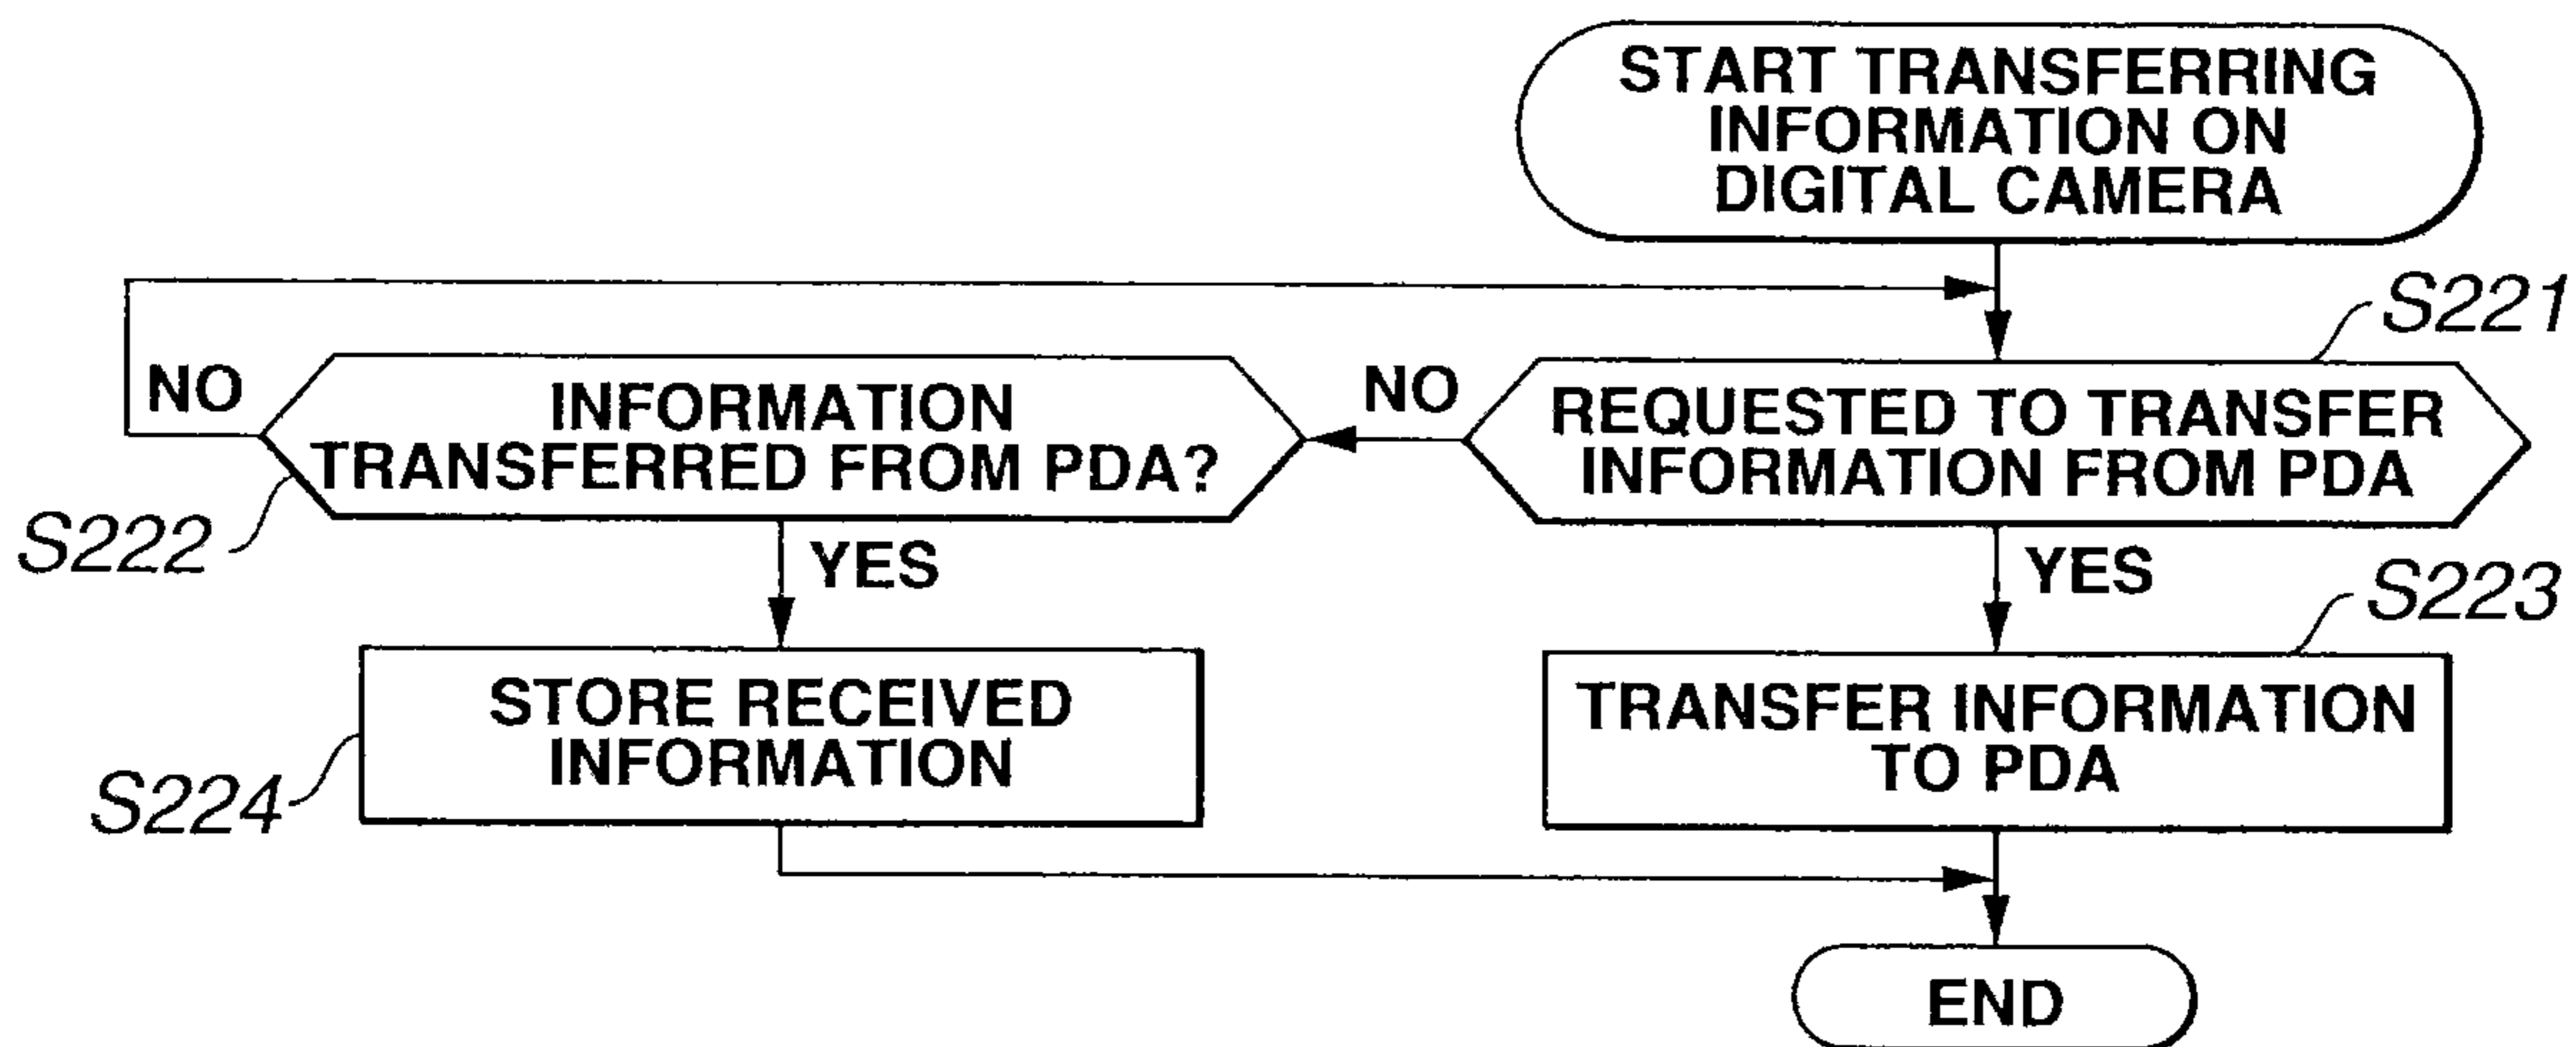 START TRANSFERRING
INFORMATION ON
DIGITAL CAMERA
S221
REQUESTED TO TRANSFER
INFORMATION FROM PDA
NO
INFORMATION
TRANSFERRED FROM PDA?
NO
S222
YES
YES
S223
STORE RECEIVED
INFORMATION
S224
TRANSFER INFORMATION
TO PDA
END